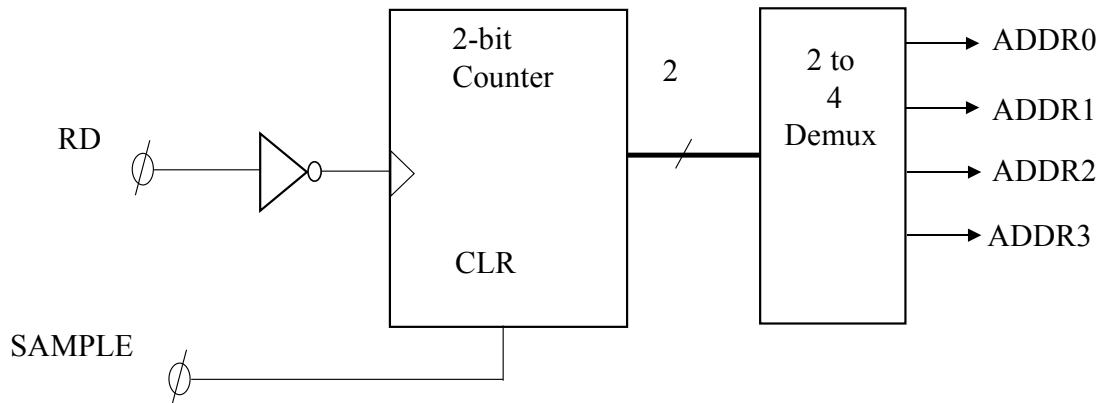 2-bit
Counter
2
2 to
4
Demux
ADDR0
ADDR1
ADDR2
ADDR3
RD
CLR
SAMPLE